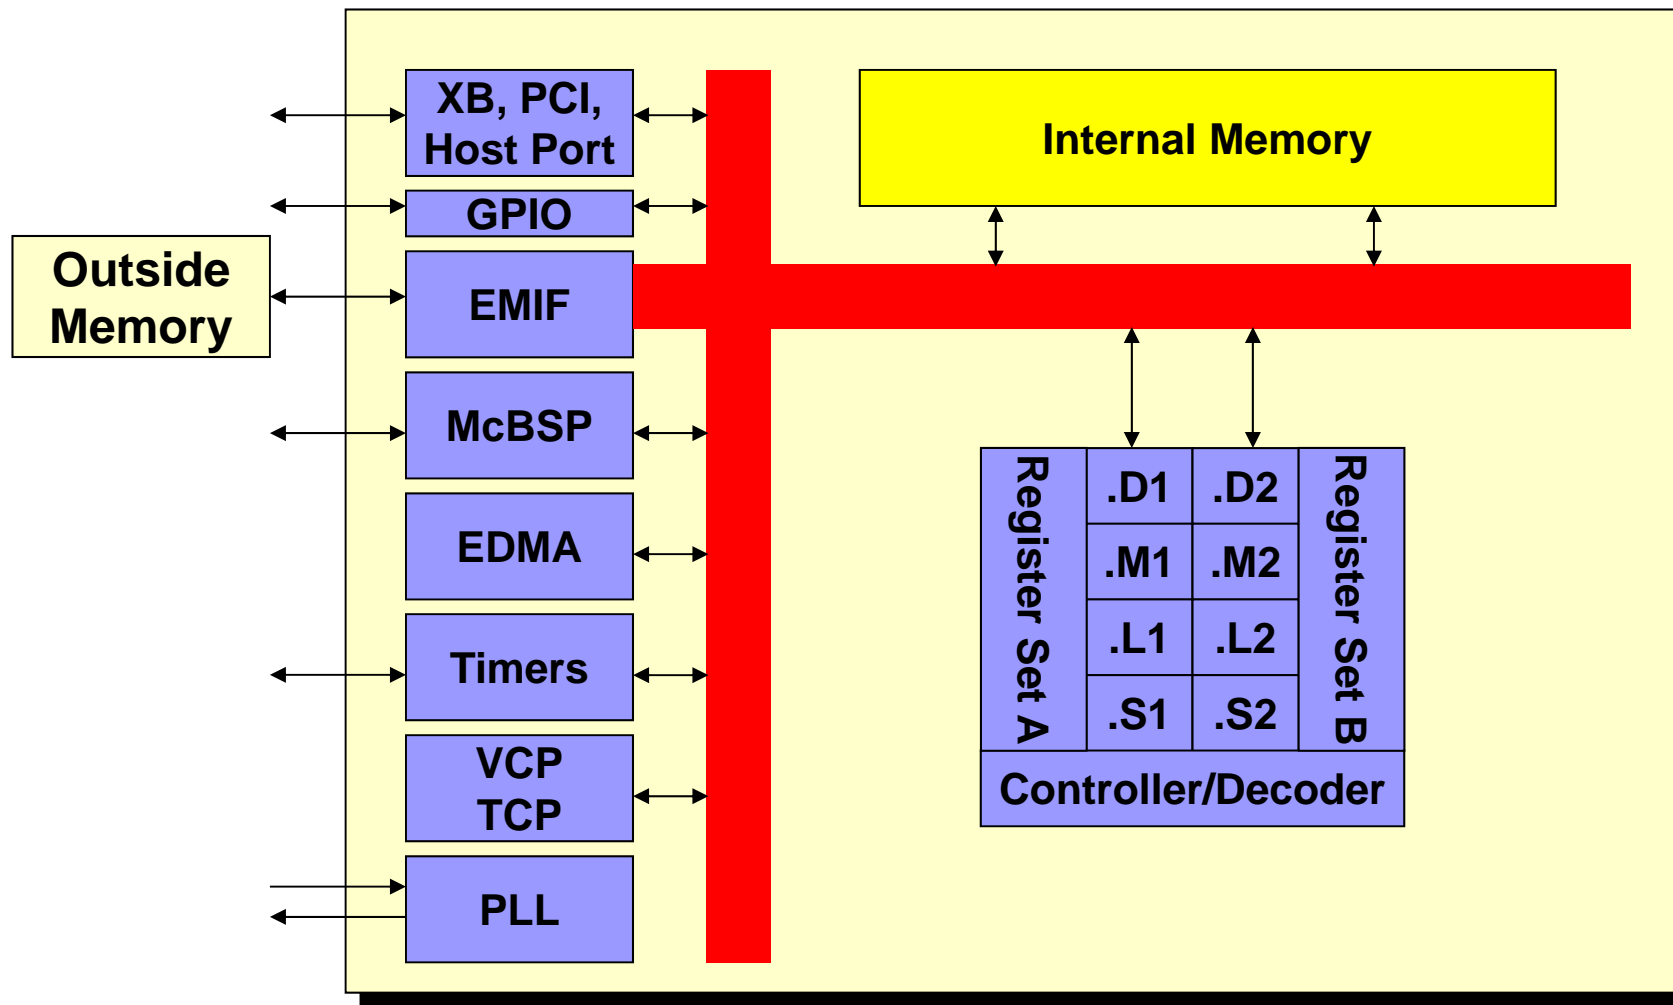 XB, PCI,
Host Port
GPIO
Outside
Memory
EMIF
McBSP
EDMA
Timers
VCP
TCP
PLL
Internal Memory
Register Set A
.D1
.D2
.M1
.M2
.L1
.L2
.S1
.S2
Register Set B
Controller/Decoder